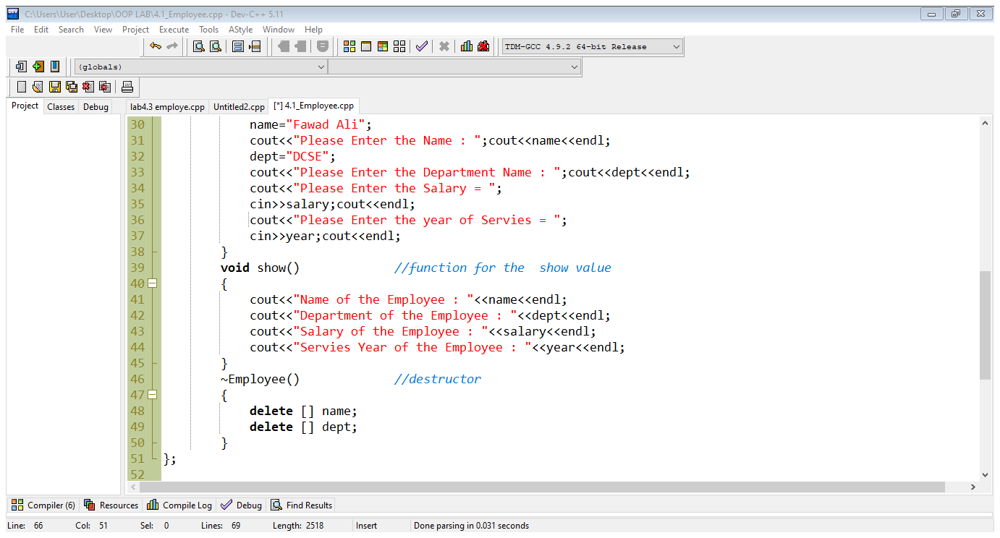 C:\Users\User\Desktop\OOP LAB\4.1_Employee.cpp - Dev-C++ 5.11
File Edit Search View Project Execute Tools AStyle Window Help
TDM-GCC 4.9.2 64-bit Release
(globals)
Project Classes Debug lab4.3 employe.cpp Untitled2.cpp [*] 4.1_Employee.cpp
30 name="Fawad Ali";
31 cout<<"Please Enter the Name : ";cout<<name<<endl;
32 dept="DCSE";
33 cout<<"Please Enter the Department Name : ";cout<<dept<<endl;
34 cout<<"Please Enter the Salary = ";
35 cin>>salary;cout<<endl;
36 cout<<"Please Enter the year of Servies = ";
37 cin>>year;cout<<endl;
38 }
39 void show() //function for the  show value
40 {
41 cout<<"Name of the Employee : "<<name<<endl;
42 cout<<"Department of the Employee : "<<dept<<endl;
43 cout<<"Salary of the Employee : "<<salary<<endl;
44 cout<<"Servies Year of the Employee : "<<year<<endl;
45 }
46 ~Employee() //destructor
47 {
48 delete [] name;
49 delete [] dept;
50 }
51 };
52
Compiler (6) Resources Compile Log Debug Find Results
Line: 66 Col: 51 Sel: 0 Lines: 69 Length: 2518 Insert Done parsing in 0.031 seconds